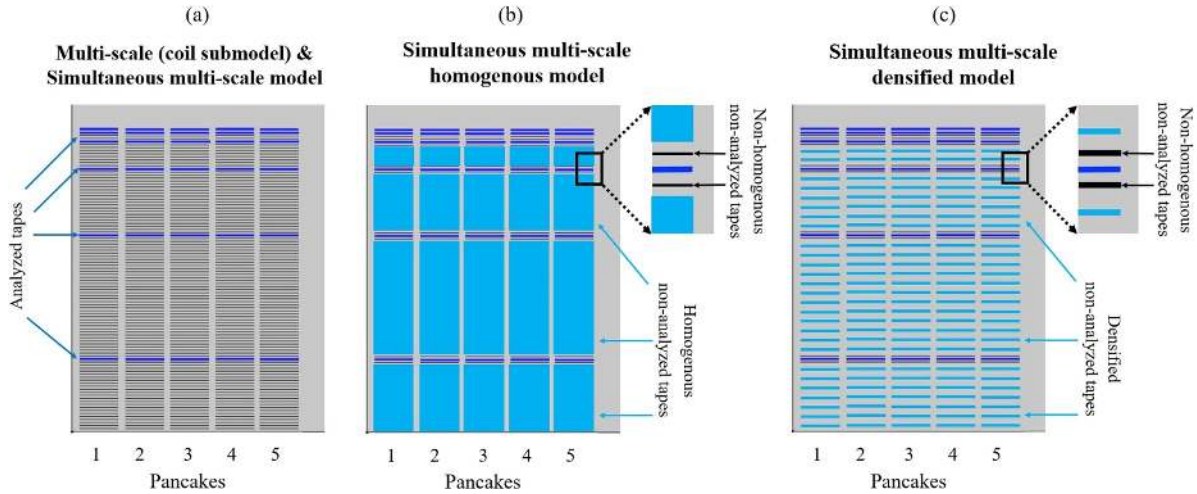 (a)
Multi-scale (coil submodel) &
Simultaneous multi-scale model
Analyzed tapes
1 2 3 4 5
Pancakes
(b)
Simultaneous multi-scale
homogenous model
Non-homogenous
non-analyzed tapes
Homogenous
non-analyzed tapes
1 2 3 4 5
Pancakes
(c)
Simultaneous multi-scale
densified model
Non-homogenous
non-analyzed tapes
Densified
non-analyzed tapes
1 2 3 4 5
Pancakes